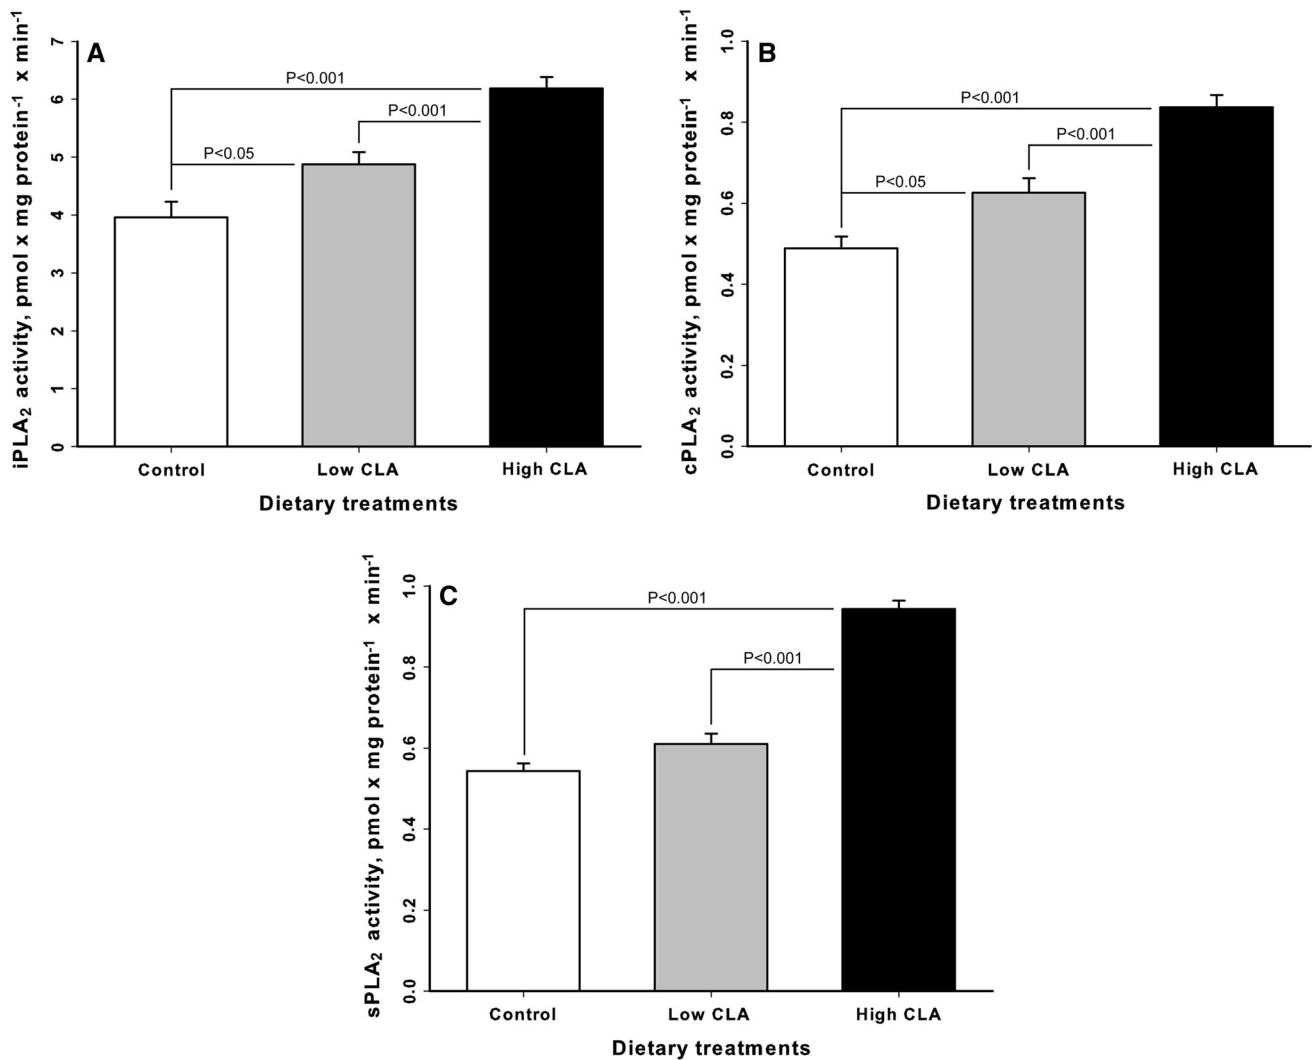 A
iPLA2 activity, pmol x mg protein-1 x min-1
7
6
5
4
3
2
1
0
P<0.001
P<0.001
P<0.05
Control
Low CLA
High CLA
Dietary treatments
B
cPLA2 activity, pmol x mg protein-1 x min-1
1.0
0.8
0.6
0.4
0.2
0.0
P<0.001
P<0.001
P<0.05
Control
Low CLA
High CLA
Dietary treatments
C
sPLA2 activity, pmol x mg protein-1 x min-1
1.0
0.8
0.6
0.4
0.2
0.0
P<0.001
P<0.001
Control
Low CLA
High CLA
Dietary treatments